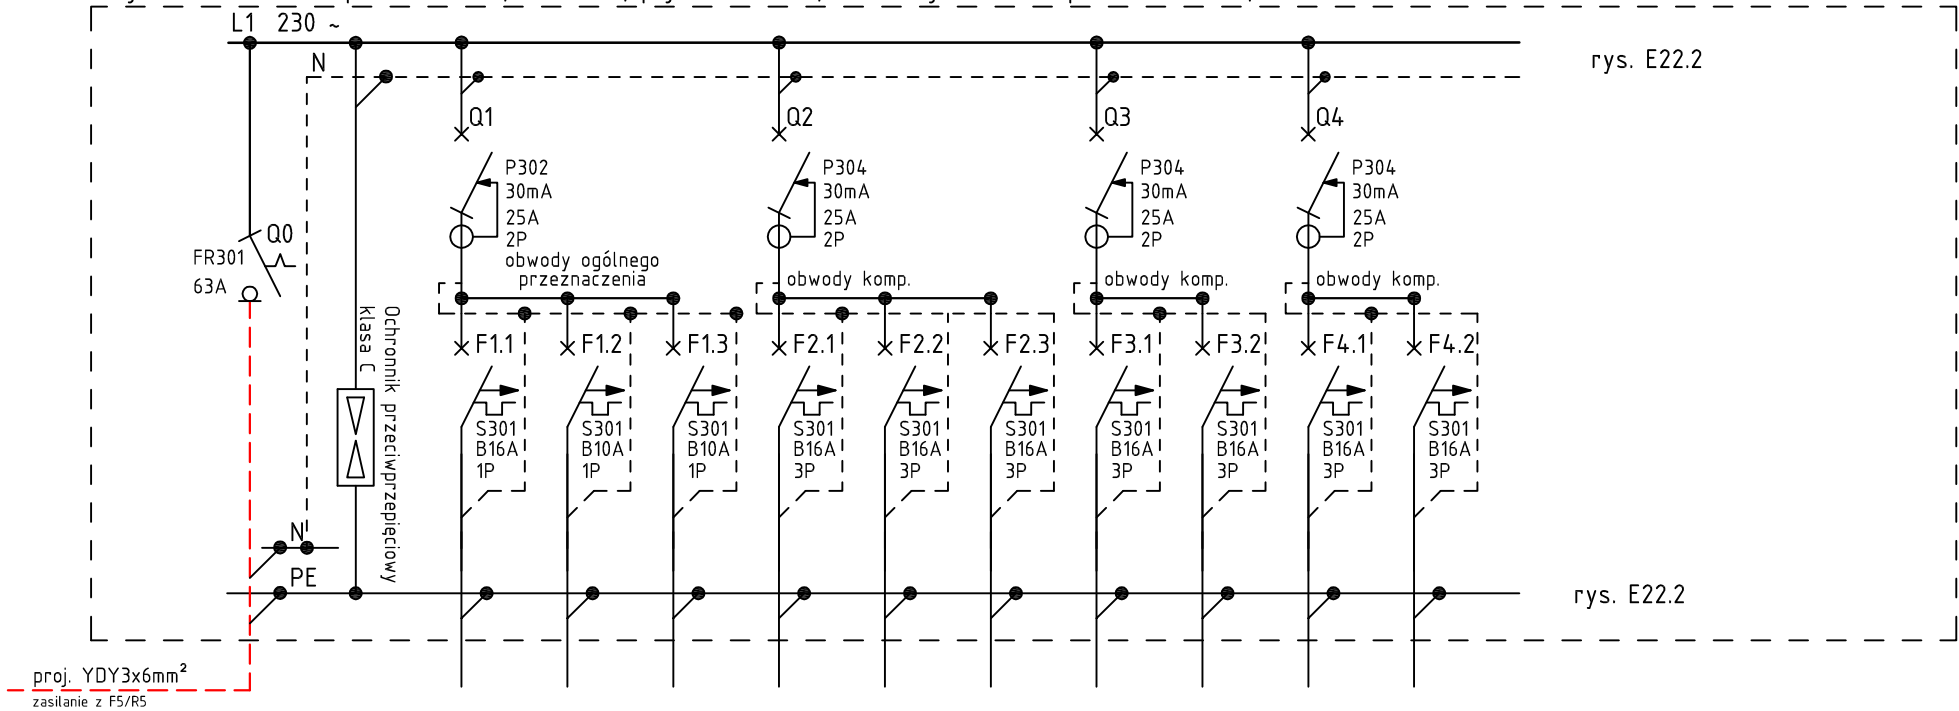 L1 230 ~
N
rys. E22.2
Q1
Q2
Q3
Q4
P302
30mA
25A
2P
P304
30mA
25A
2P
P304
30mA
25A
2P
P304
30mA
25A
2P
Q0
FR301
63A
obwody ogólnego
przeznaczenia
obwody komp.
obwody komp.
obwody komp.
Ochronnik przeciwprzepięciowy
klasa C
F1.1
F1.2
F1.3
F2.1
F2.2
F2.3
F3.1
F3.2
F4.1
F4.2
S301
B16A
1P
S301
B10A
1P
S301
B10A
1P
S301
B16A
3P
S301
B16A
3P
S301
B16A
3P
S301
B16A
3P
S301
B16A
3P
S301
B16A
3P
S301
B16A
3P
N
PE
rys. E22.2
proj. YDY3x6mm²
zasilanie z F5/R5